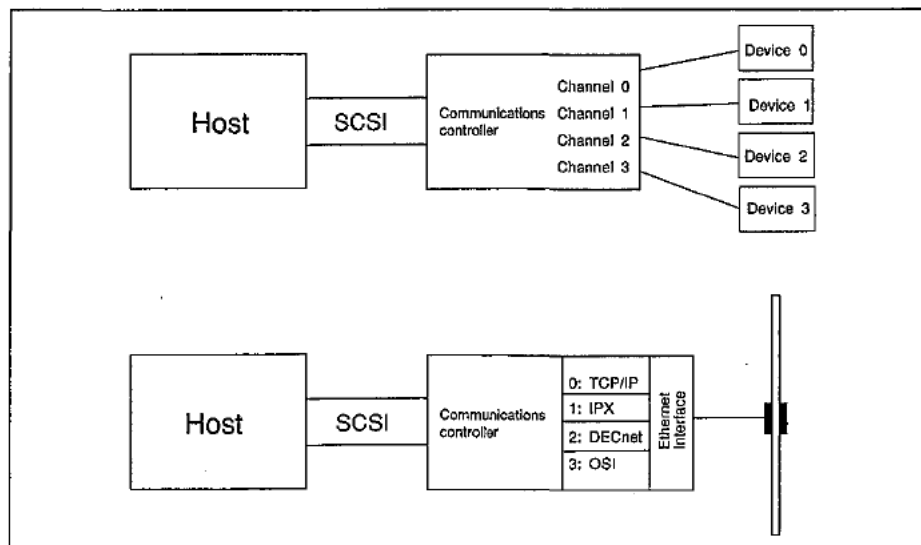 Device 0
Channel 0
Host
SCSI
Communications
controller
Channel 1
Device 1
Channel 2
Device 2
Channel 3
Device 3
Host
SCSI
Communications
controller
0: TCP/IP
1: IPX
2: DECnet
3: OSI
Ethernet
Interface